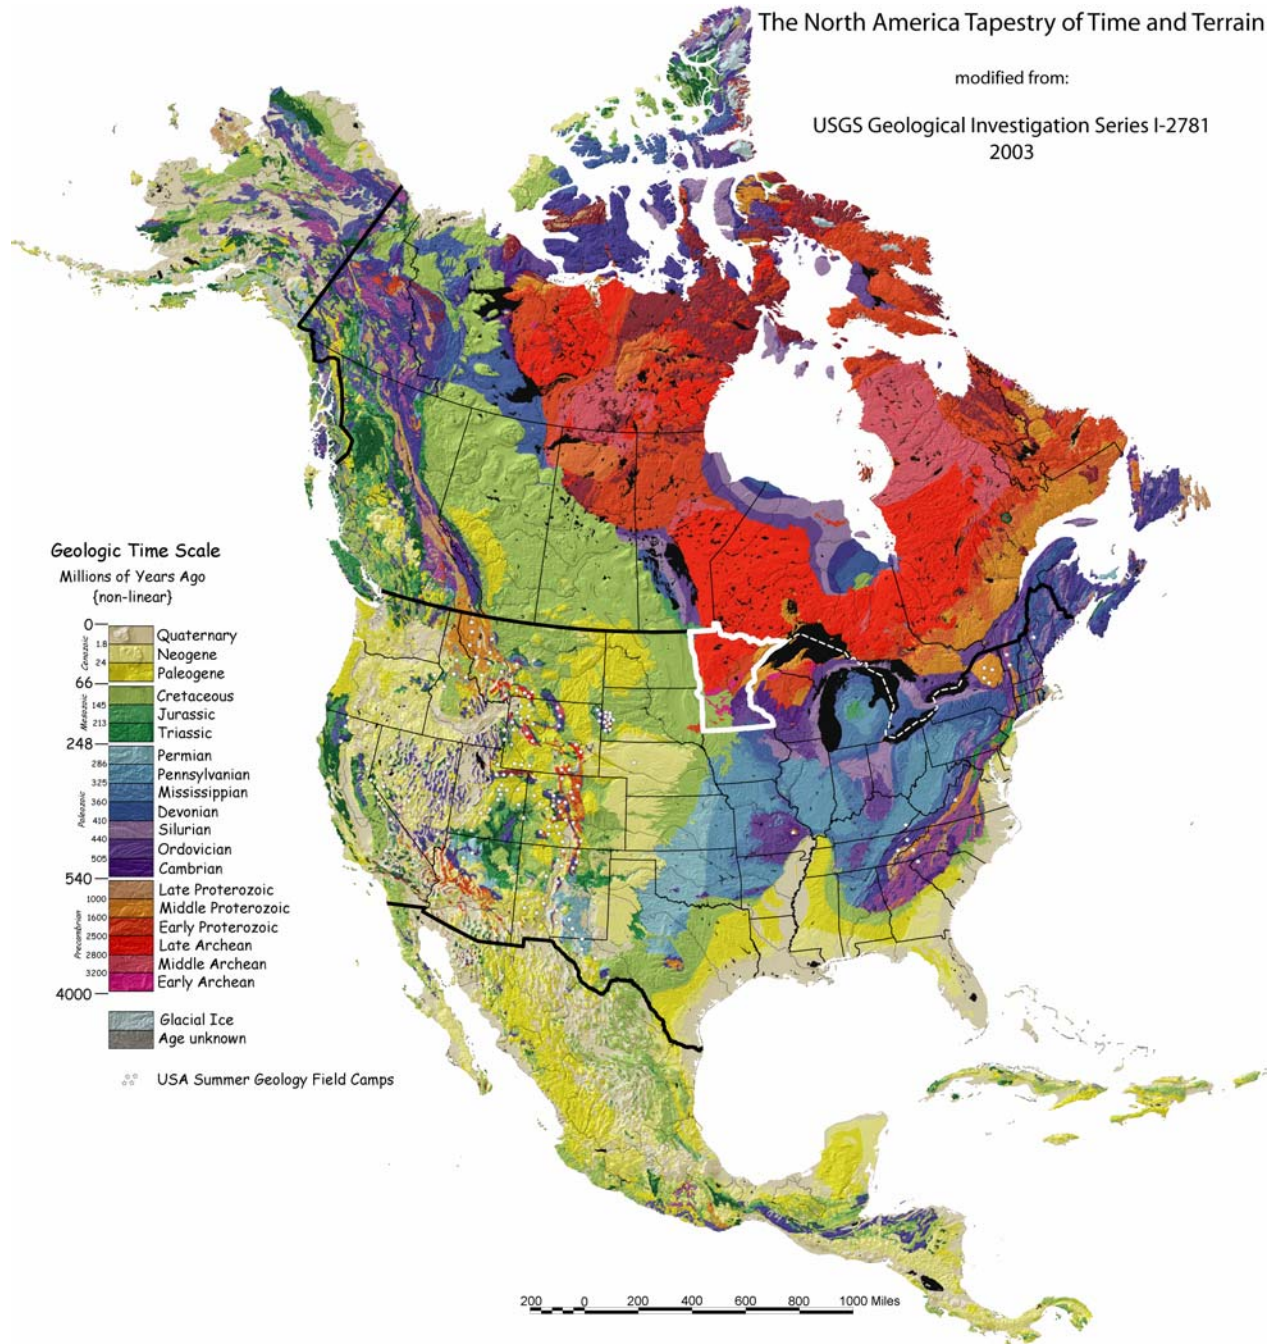 The North America Tapestry of Time and Terrain
modified from:
USGS Geological Investigation Series I-2781
2003
Geologic Time Scale
Millions of Years Ago
{non-linear}
0
Cenozoic
1.8
24
66
Quaternary
Neogene
Paleogene
Mesozoic
145
213
248
Cretaceous
Jurassic
Triassic
Paleozoic
286
325
360
410
440
505
540
Permian
Pennsylvanian
Mississippian
Devonian
Silurian
Ordovician
Cambrian
Precambrian
1000
1600
2500
2800
3200
4000
Late Proterozoic
Middle Proterozoic
Early Proterozoic
Late Archean
Middle Archean
Early Archean
Glacial Ice
Age unknown
USA Summer Geology Field Camps
200 0 200 400 600 800 1000 Miles